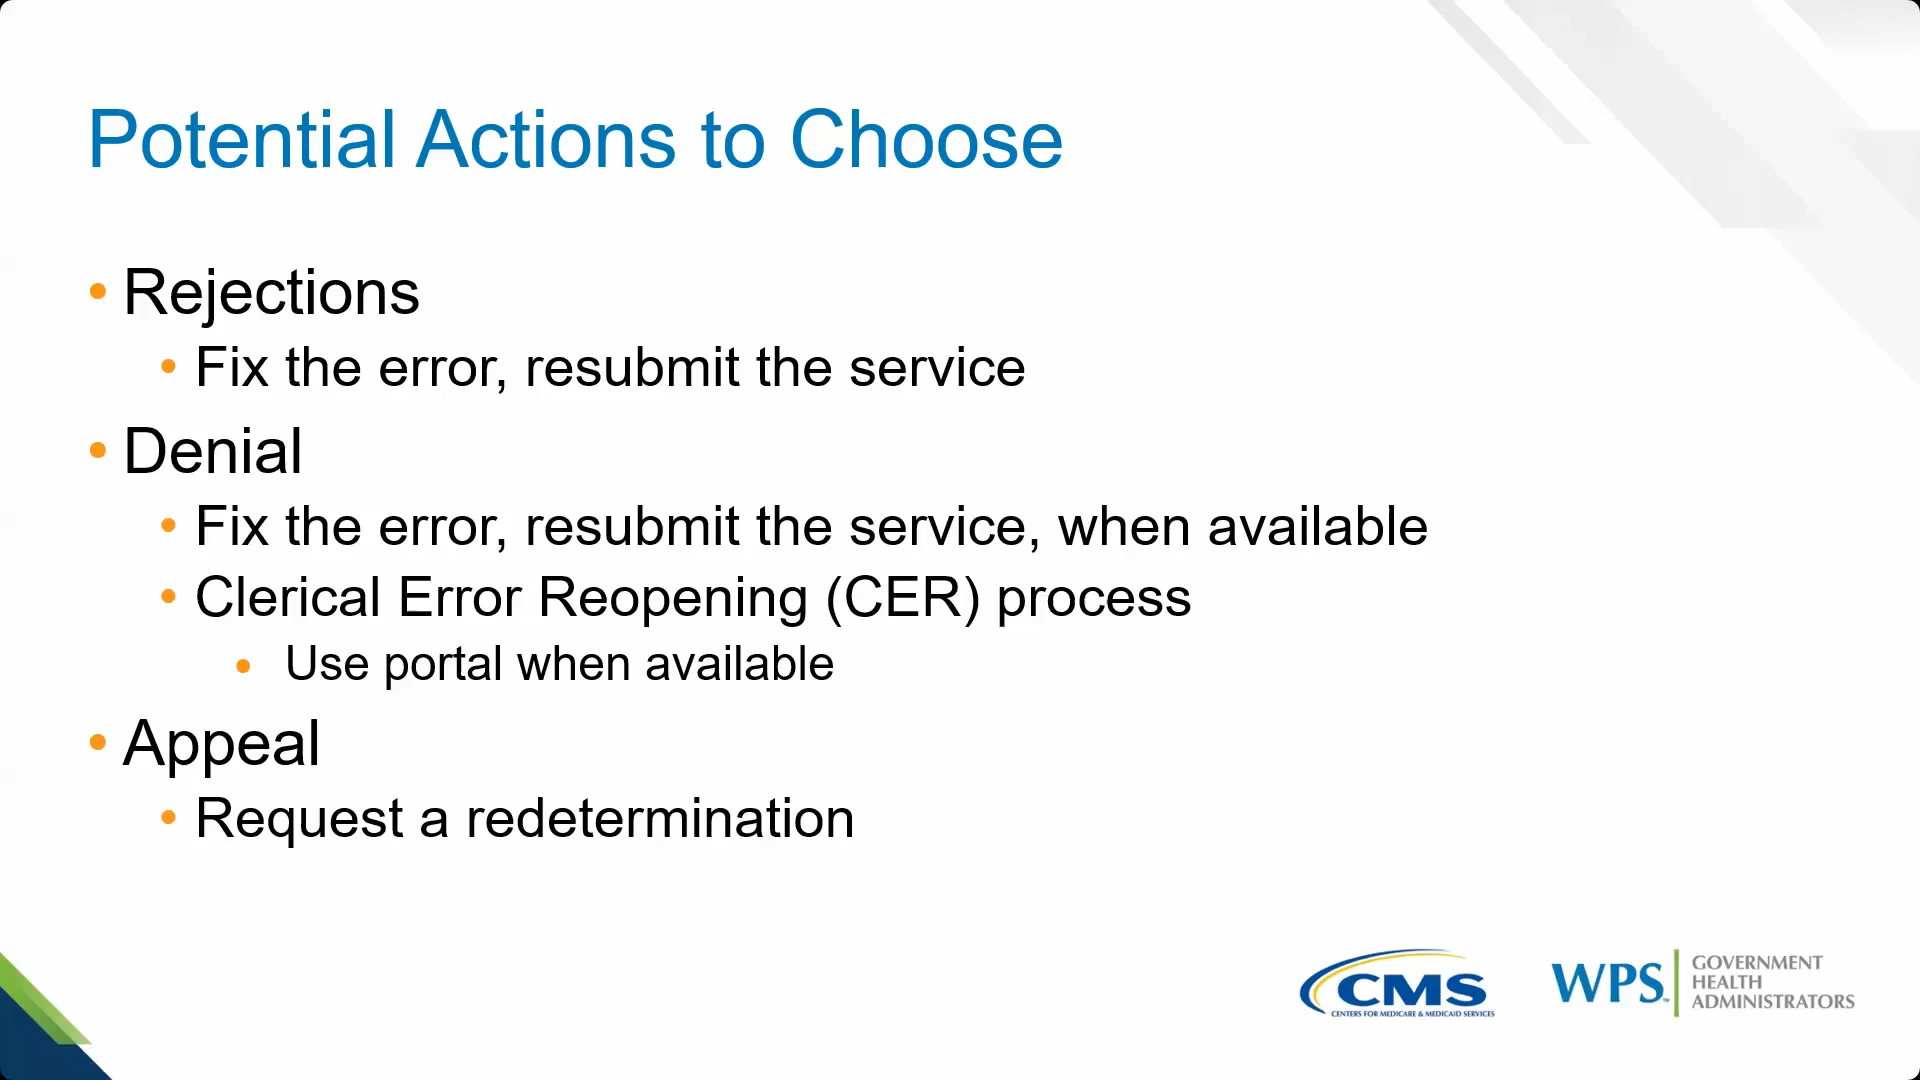 Potential Actions to Choose
• Rejections
• Fix the error, resubmit the service
• Denial
• Fix the error, resubmit the service, when available
• Clerical Error Reopening (CER) process
• Use portal when available
• Appeal
• Request a redetermination
CMS
CENTERS FOR MEDICARE & MEDICAID SERVICES
WPS™
GOVERNMENT
HEALTH
ADMINISTRATORS